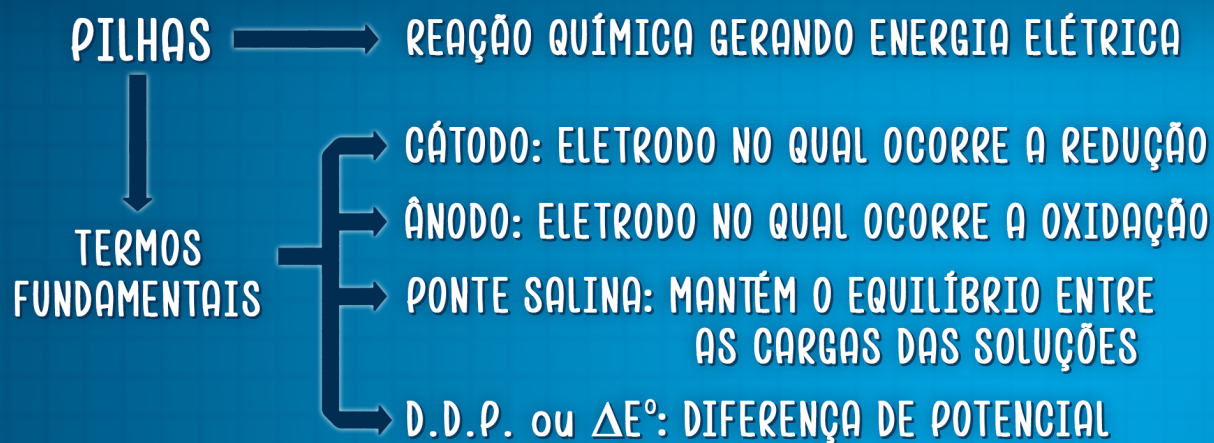 PILHAS
REAÇÃO QUÍMICA GERANDO ENERGIA ELÉTRICA
TERMOS
FUNDAMENTAIS
CÁTODO: ELETRODO NO QUAL OCORRE A REDUÇÃO
ÂNODO: ELETRODO NO QUAL OCORRE A OXIDAÇÃO
PONTE SALINA: MANTÉM O EQUILÍBRIO ENTRE
AS CARGAS DAS SOLUÇÕES
D.D.P. ou ΔEº: DIFERENÇA DE POTENCIAL